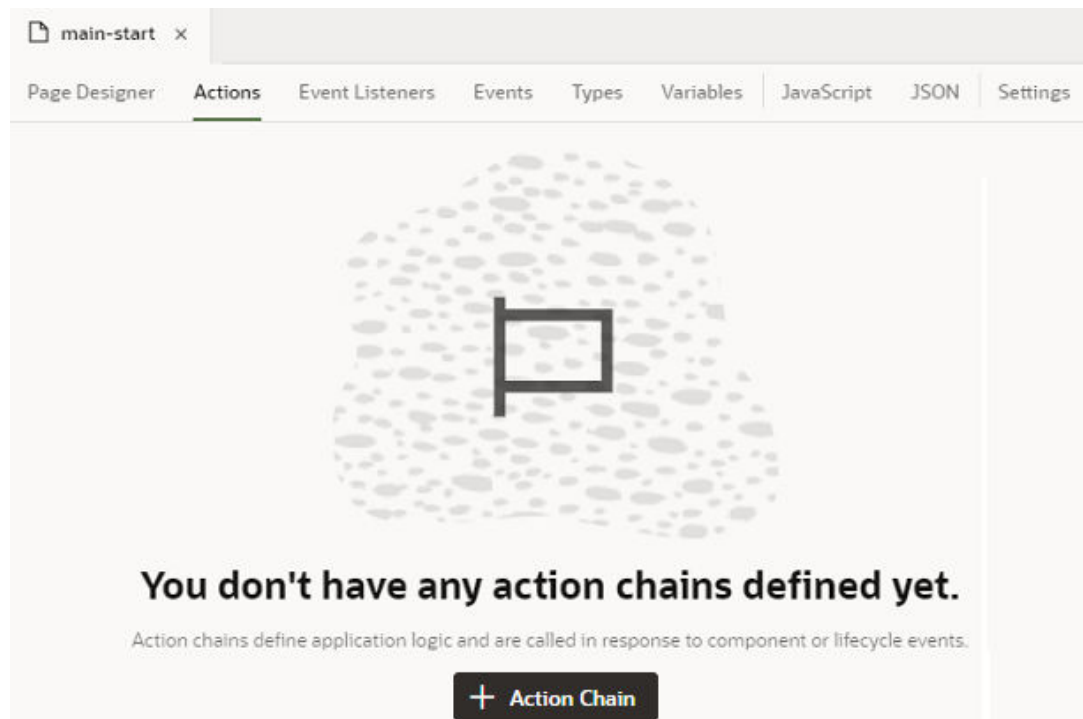 main-start ×
Page Designer Actions Event Listeners Events Types Variables JavaScript JSON Settings
You don't have any action chains defined yet.
Action chains define application logic and are called in response to component or lifecycle events.
+ Action Chain